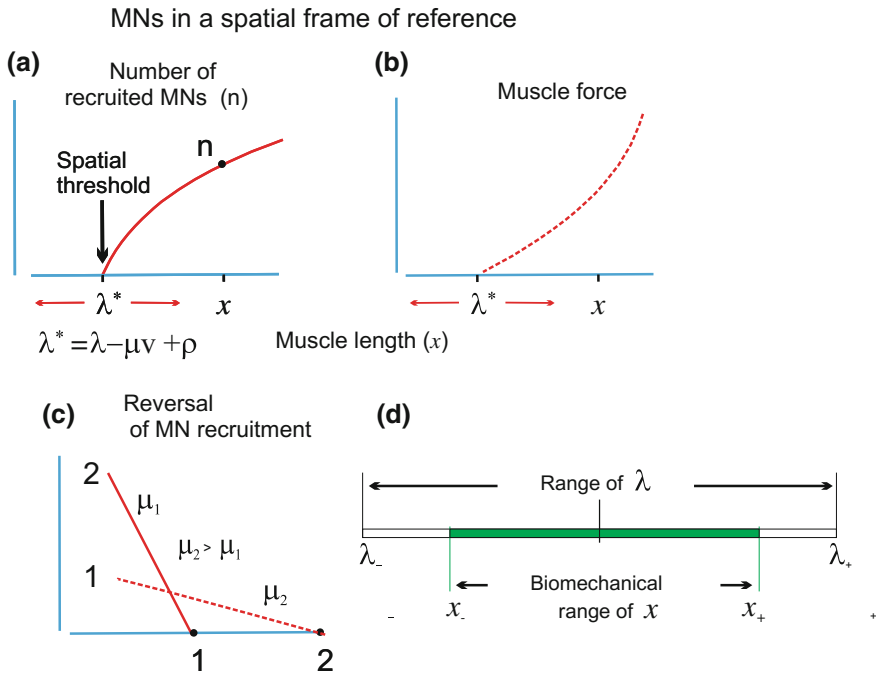 MNs in a spatial frame of reference
(a)
Number of
recruited MNs (n)
n
Spatial
threshold
λ*
x
λ* =λ−μv +ρ
(b)
Muscle force
λ*
x
Muscle length (x)
(c)
Reversal
of MN recruitment
2
μ1
μ2 > μ1
1
μ2
1
2
(d)
Range of λ
λ−
λ+
Biomechanical
range of x
x-
x+
−
+